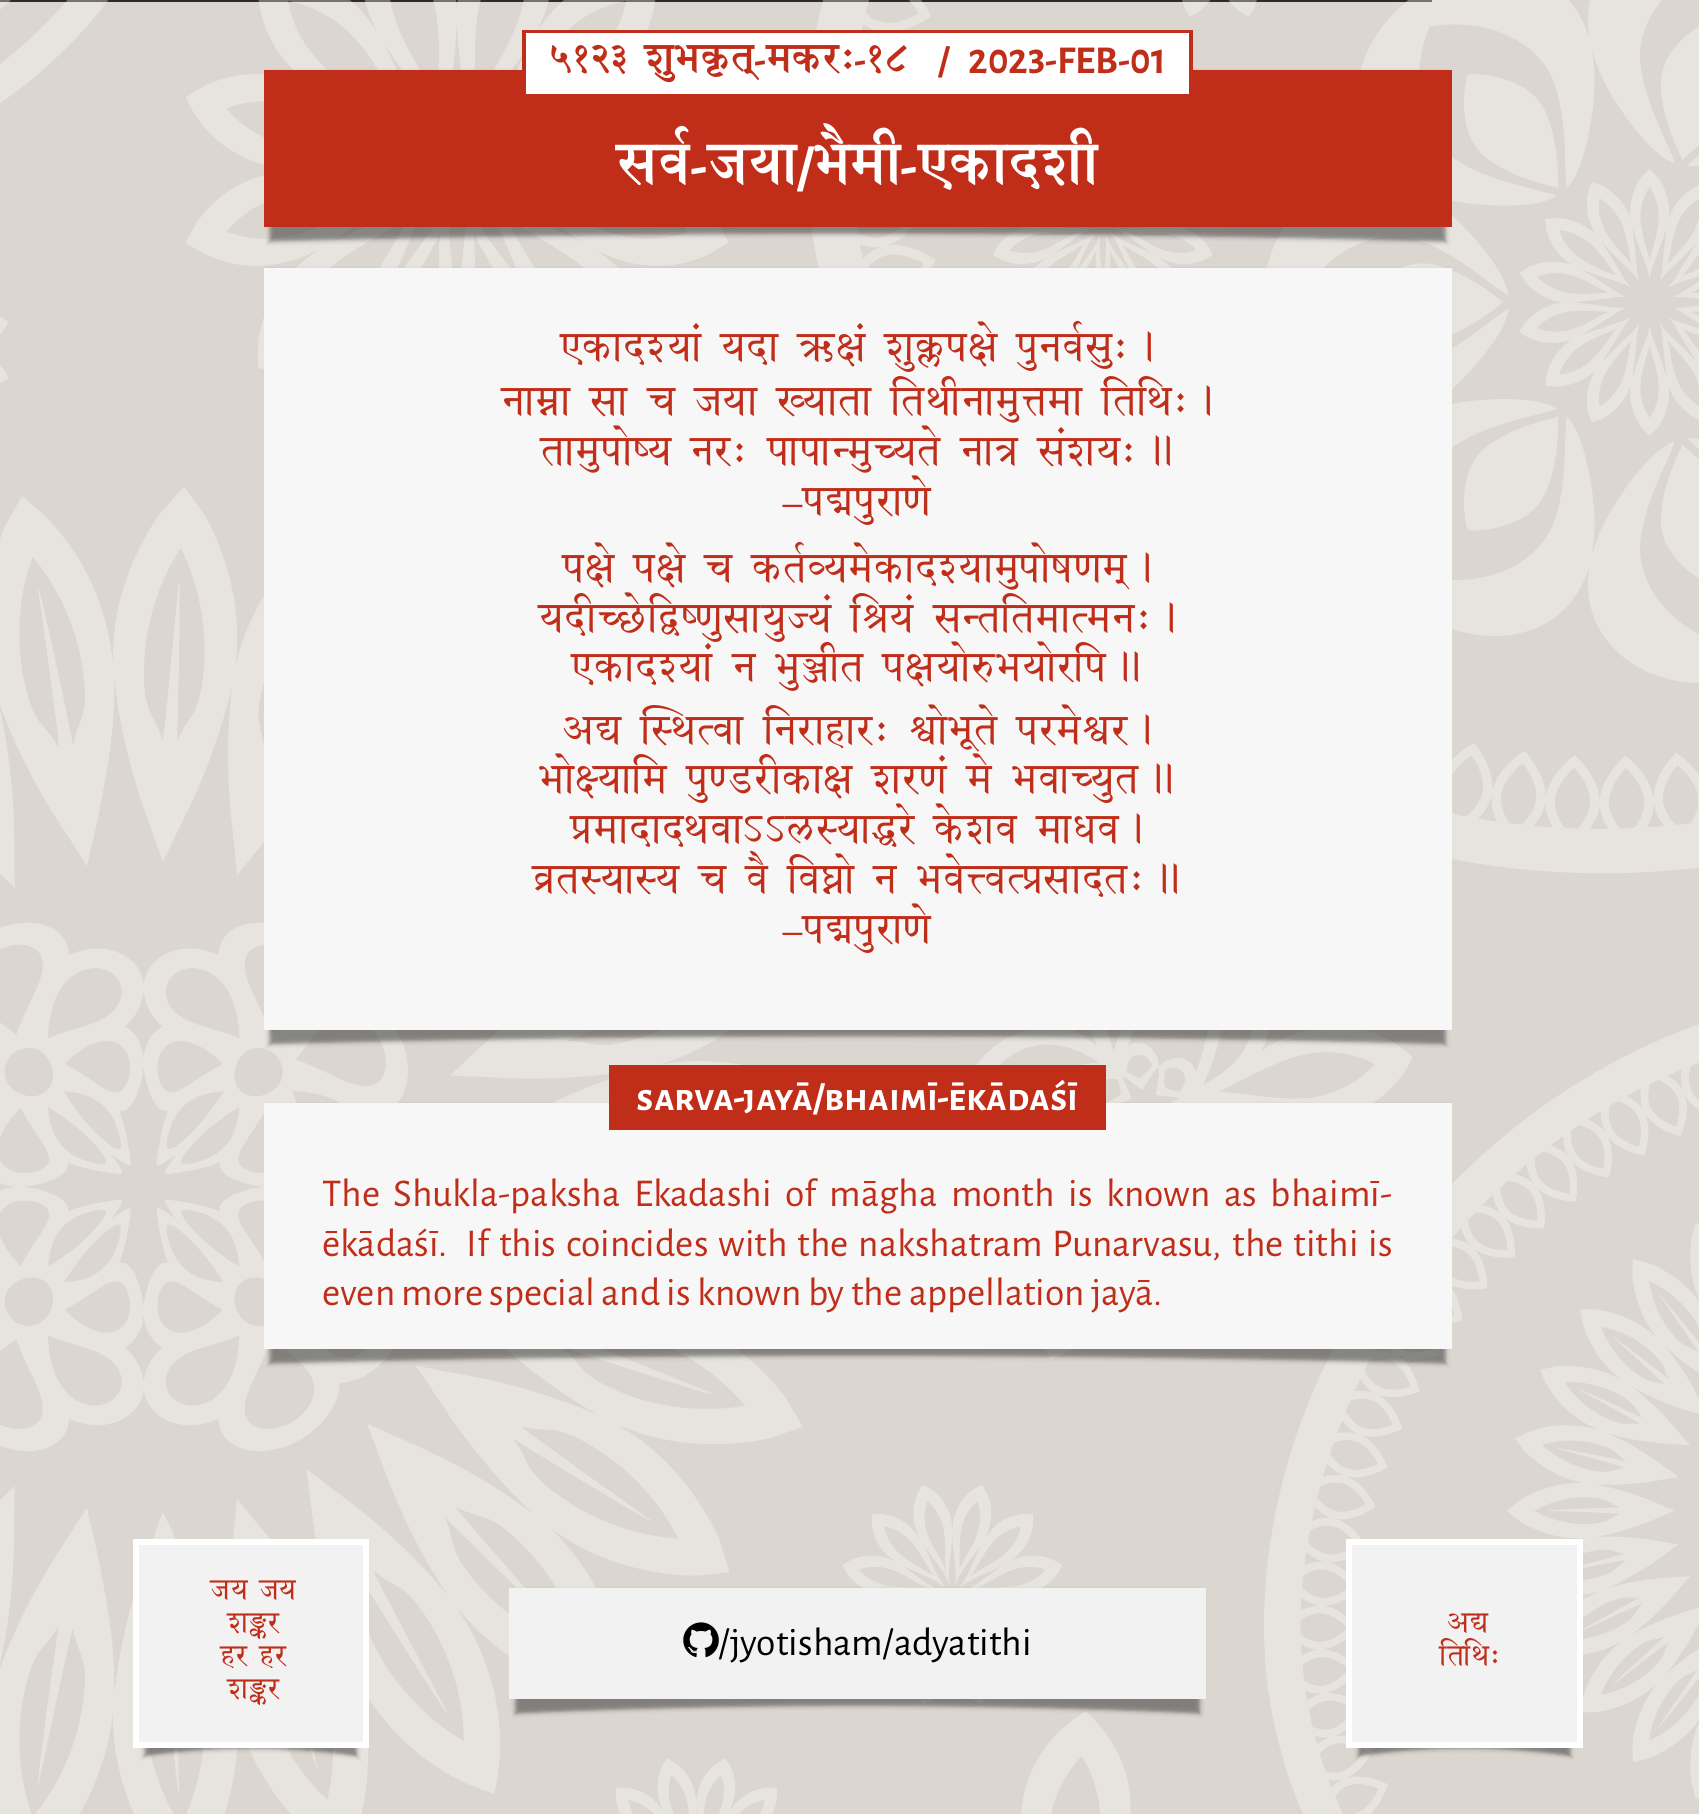 ५१२३ शुभकृत्-मकरः-१८ / 2023-FEB-01
सर्व-जया/भैमी-एकादशी
एकादश्यां यदा ऋक्षं शुक्लपक्षे पुनर्वसुः ।
नाम्ना सा च जया ख्याता तिथीनामुत्तमा तिथिः ।
तामुपोष्य नरः पापान्मुच्यते नात्र संशयः ॥
–पद्मपुराणे
पक्षे पक्षे च कर्तव्यमेकादश्यामुपोषणम् ।
यदीच्छेद्विष्णुसायुज्यं श्रियं सन्ततिमात्मनः ।
एकादश्यां न भुञ्जीत पक्षयोरुभयोरपि ॥
अद्य स्थित्वा निराहारः श्वोभूते परमेश्वर ।
भोक्ष्यामि पुण्डरीकाक्ष शरणं मे भवाच्युत ॥
प्रमादादथवाऽऽलस्याद्धरे केशव माधव ।
व्रतस्यास्य च वै विघ्नो न भवेत्त्वत्प्रसादतः ॥
–पद्मपुराणे
SARVA-JAYĀ/BHAIMĪ-ĒKĀDAŚĪ
The Shukla-paksha Ekadashi of māgha month is known as bhaimī-
ēkādaśī. If this coincides with the nakshatram Punarvasu, the tithi is
even more special and is known by the appellation jayā.
जय जय
शङ्कर
हर हर
शङ्कर
/jyotisham/adyatithi
अद्य
तिथिः